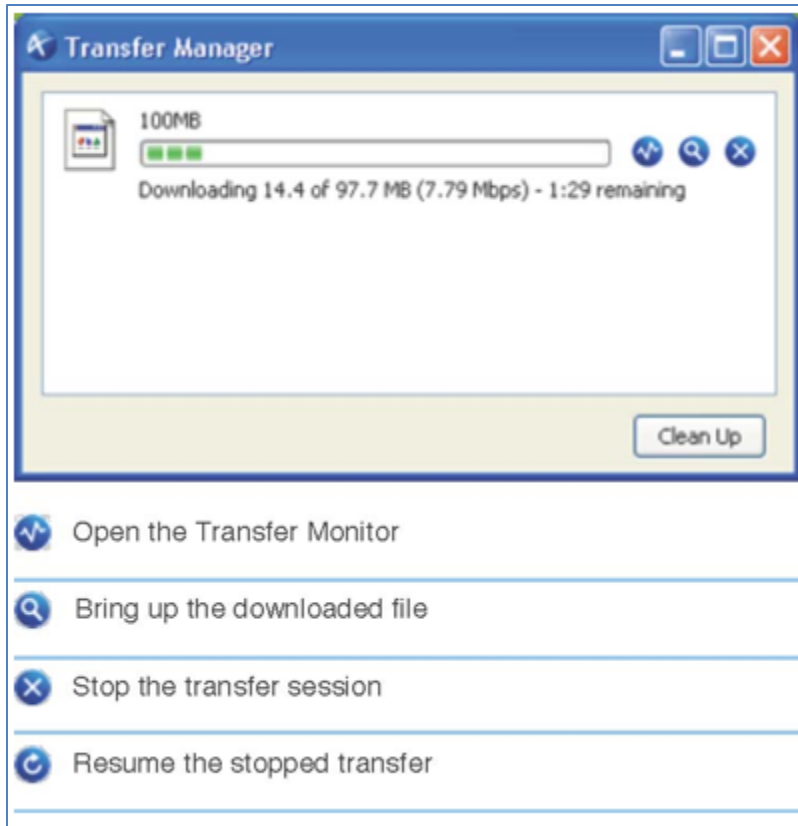 Transfer Manager
100MB
Downloading 14.4 of 97.7 MB (7.79 Mbps) - 1:29 remaining
Clean Up
Open the Transfer Monitor
Bring up the downloaded file
Stop the transfer session
Resume the stopped transfer